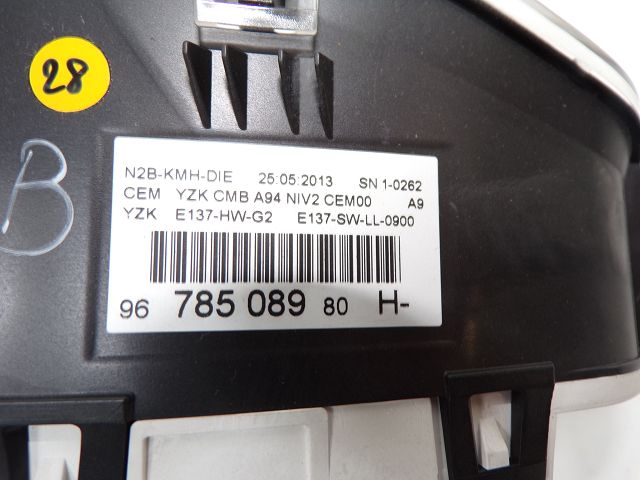 28
B
N2B-KMH-DIE 25:05:2013 SN 1-0262
CEM YZK CMB A94 NIV2 CEM00 A9
YZK E137-HW-G2 E137-SW-LL-0900
96 785 089 80 H-